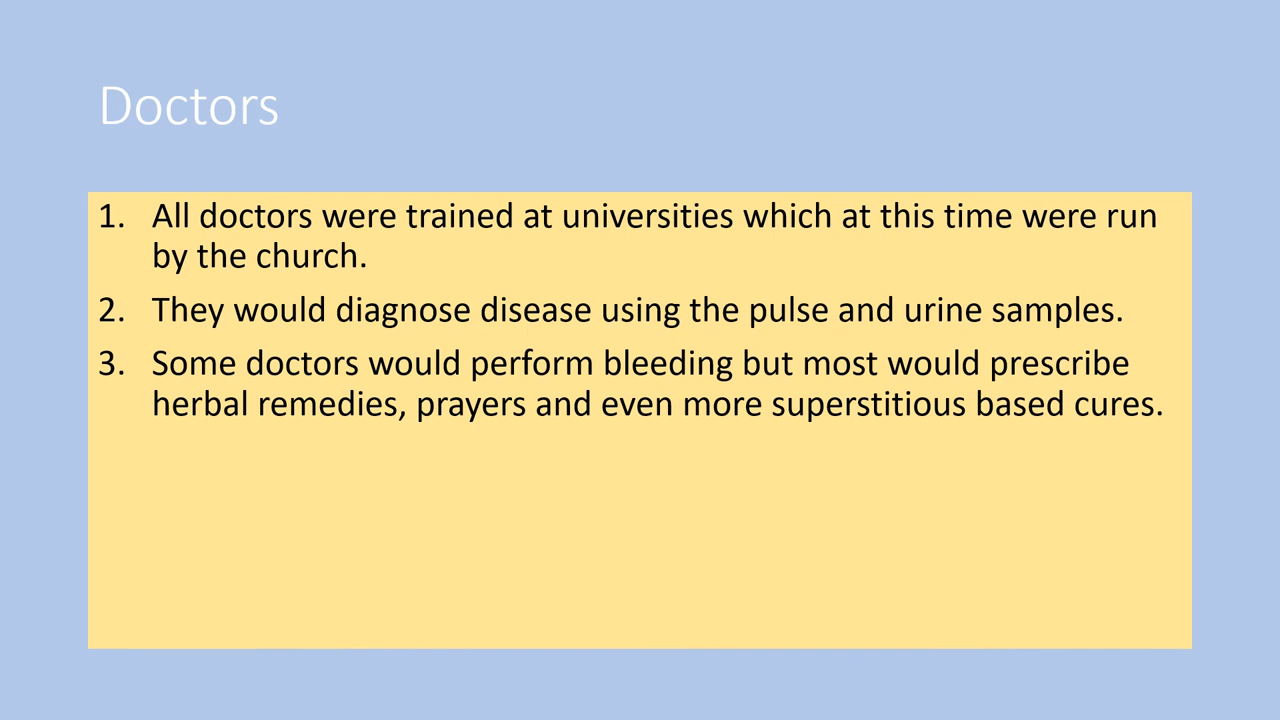 Doctors
1. All doctors were trained at universities which at this time were run
by the church.
2. They would diagnose disease using the pulse and urine samples.
3. Some doctors would perform bleeding but most would prescribe
herbal remedies, prayers and even more superstitious based cures.